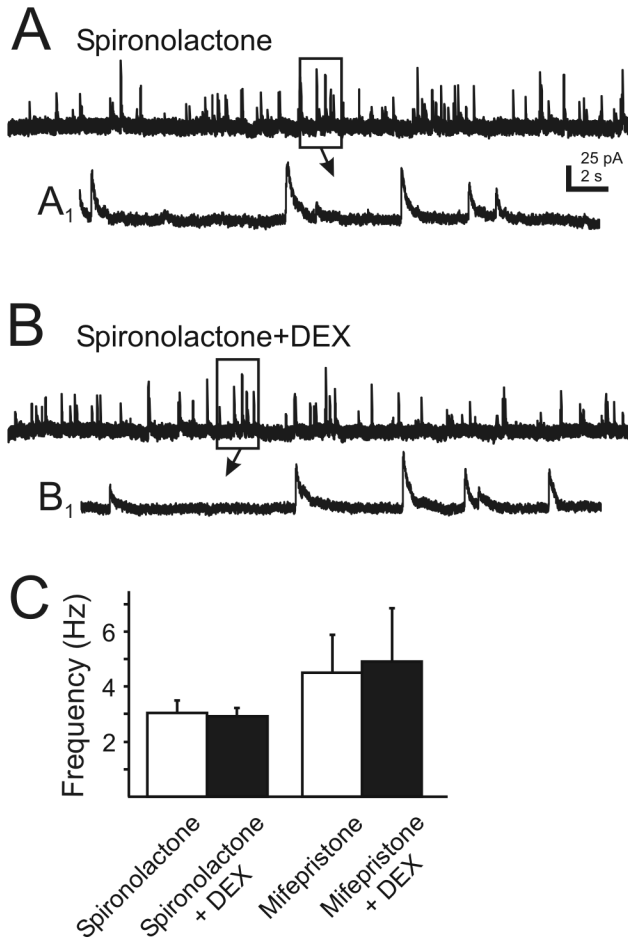 A
Spironolactone
25 pA
2 s
A1
B
Spironolactone+DEX
B1
C
Frequency (Hz)
6
4
2
Spironolactone
Spironolactone
+ DEX
Mifepristone
Mifepristone
+ DEX